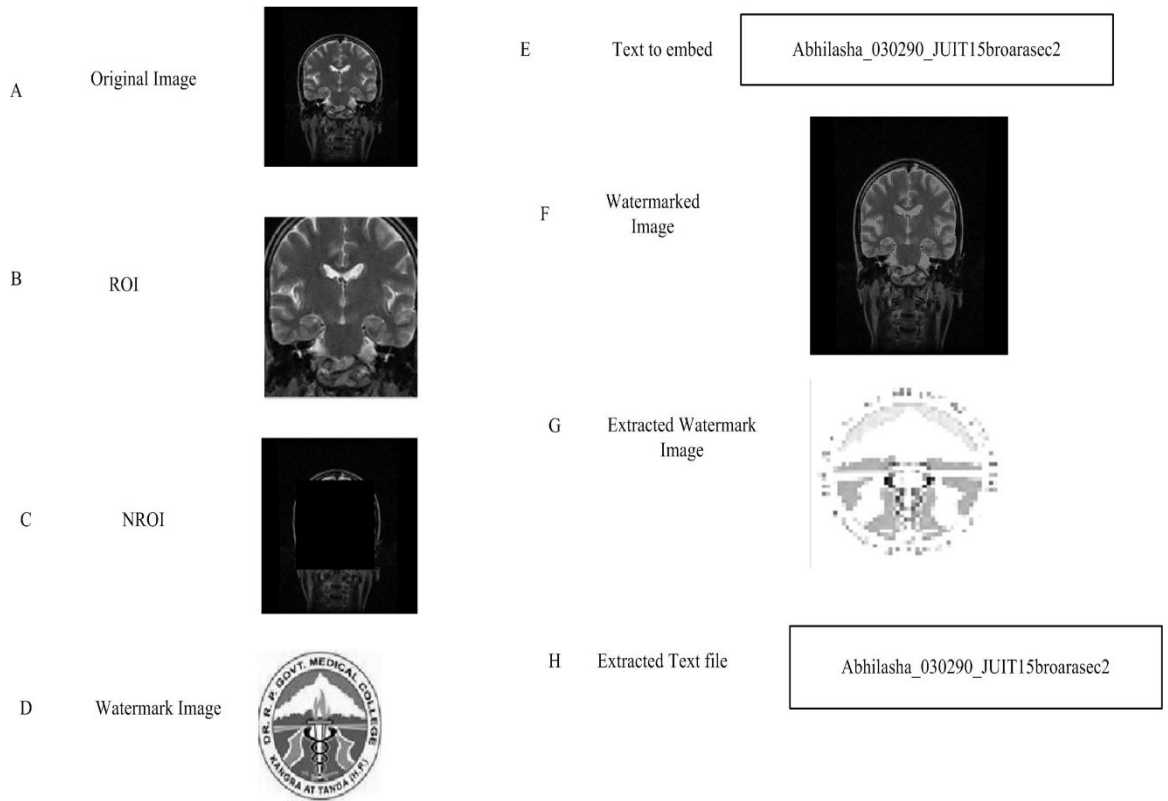 A
Original Image
B
ROI
C
NROI
D
Watermark Image
DR. R. P. GOVT. MEDICAL COLLEGE
KANGRA AT TANDA (H.P.)
E
Text to embed
Abhilasha_030290_JUIT15broarasec2
F
Watermarked
Image
G
Extracted Watermark
Image
H
Extracted Text file
Abhilasha_030290_JUIT15broarasec2